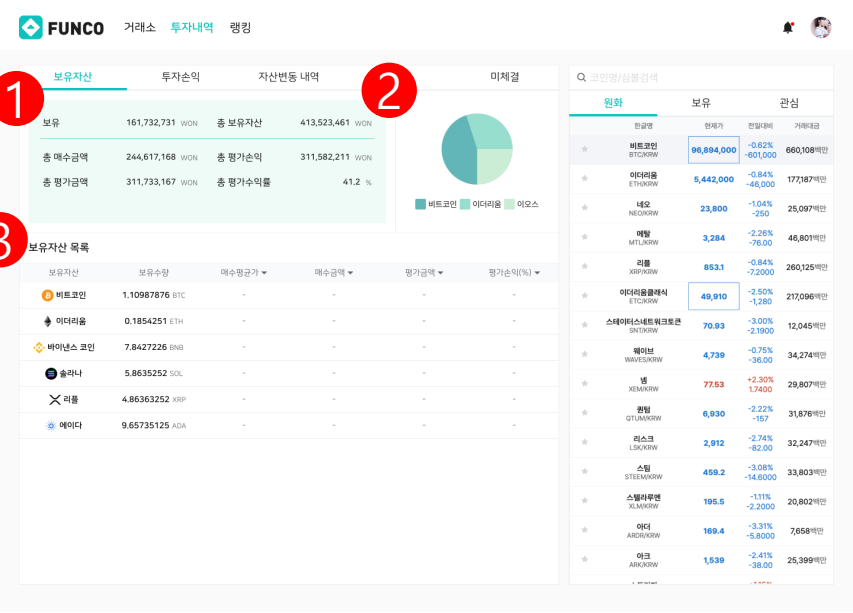 FUNCO 거래소 투자내역 랭킹
1
2
3
보유자산 투자손익 자산변동 내역 미체결
보유 161,732,731 WON 총 보유자산 413,523,461 WON
총 매수금액 244,617,168 WON 총 평가손익 311,582,211 WON
총 평가금액 311,733,167 WON 총 평가수익률 41.2 %
비트코인 이더리움 이오스
보유자산 목록
보유자산 보유수량 매수평균가 ▼ 매수금액 ▼ 평가금액 ▼ 평가손익(%) ▼
비트코인 1.10987876 BTC - - - -
이더리움 0.1854251 ETH - - - -
바이낸스 코인 7.8427226 BNB - - - -
솔라나 5.8635252 SOL - - - -
리플 4.86363252 XRP - - - -
에이다 9.65735125 ADA - - - -
코인명/심볼검색
원화 보유 관심
한글명 현재가 전일대비 거래대금
비트코인 96,894,000 -0.62% 660,108백만
BTC/KRW -601,000
이더리움 5,442,000 -0.84% 177,187백만
ETH/KRW -46,000
네오 23,800 -1.04% 25,097백만
NEO/KRW -250
메탈 3,284 -2.26% 46,801백만
MTL/KRW -76.00
리플 853.1 -0.84% 260,125백만
XRP/KRW -7.2000
이더리움클래식 49,910 -2.50% 217,096백만
ETC/KRW -1,280
스테이터스네트워크토큰 70.93 -3.00% 12,045백만
SNT/KRW -2.1900
웨이브 4,739 -0.75% 34,274백만
WAVES/KRW -36.00
넴 77.53 +2.30% 29,807백만
XEM/KRW 1.7400
퀀텀 6,930 -2.22% 31,876백만
QTUM/KRW -157
리스크 2,912 -2.74% 32,247백만
LSK/KRW -82.00
스팀 459.2 -3.08% 33,803백만
STEEM/KRW -14.6000
스텔라루멘 195.5 -1.11% 20,802백만
XLM/KRW -2.2000
아더 169.4 -3.31% 7,658백만
ARDR/KRW -5.8000
아크 1,539 -2.41% 25,399백만
ARK/KRW -38.00